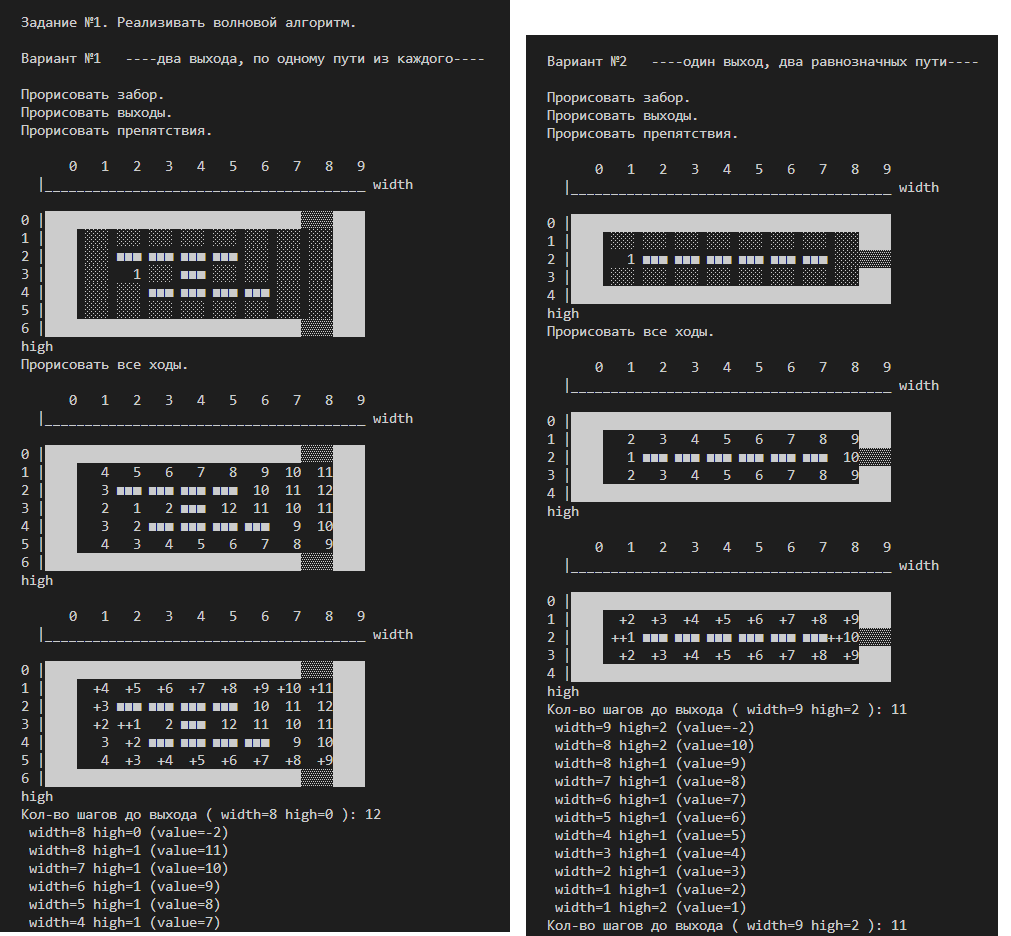 Задание №1. Реализивать волновой алгоритм.
Вариант №1 ----два выхода, по одному пути из каждого----
Прорисовать забор.
Прорисовать выходы.
Прорисовать препятствия.
0 1 2 3 4 5 6 7 8 9
|________________________________________ width
0 |
1 |
2 |
3 | 1
4 |
5 |
6 |
high
Прорисовать все ходы.
0 1 2 3 4 5 6 7 8 9
|________________________________________ width
0 |
1 | 4 5 6 7 8 9 10 11
2 | 3 ■■■ ■■■ ■■■ ■■■ 10 11 12
3 | 2 1 2 ■■■ 12 11 10 11
4 | 3 2 ■■■ ■■■ ■■■ ■■■ 9 10
5 | 4 3 4 5 6 7 8 9
6 |
high
0 1 2 3 4 5 6 7 8 9
|________________________________________ width
0 |
1 | +4 +5 +6 +7 +8 +9 +10 +11
2 | +3 ■■■ ■■■ ■■■ ■■■ 10 11 12
3 | +2 ++1 2 ■■■ 12 11 10 11
4 | 3 +2 ■■■ ■■■ ■■■ ■■■ 9 10
5 | 4 +3 +4 +5 +6 +7 +8 +9
6 |
high
Кол-во шагов до выхода ( width=8 high=0 ): 12
width=8 high=0 (value=-2)
width=8 high=1 (value=11)
width=7 high=1 (value=10)
width=6 high=1 (value=9)
width=5 high=1 (value=8)
width=4 high=1 (value=7)
Вариант №2 ----один выход, два равнозначных пути----
Прорисовать забор.
Прорисовать выходы.
Прорисовать препятствия.
0 1 2 3 4 5 6 7 8 9
|________________________________________ width
0 |
1 |
2 | 1 ■■■ ■■■ ■■■ ■■■ ■■■ ■■■
3 |
4 |
high
Прорисовать все ходы.
0 1 2 3 4 5 6 7 8 9
|________________________________________ width
0 |
1 | 2 3 4 5 6 7 8 9
2 | 1 ■■■ ■■■ ■■■ ■■■ ■■■ ■■■ 10
3 | 2 3 4 5 6 7 8 9
4 |
high
0 1 2 3 4 5 6 7 8 9
|________________________________________ width
0 |
1 | +2 +3 +4 +5 +6 +7 +8 +9
2 | ++1 ■■■ ■■■ ■■■ ■■■ ■■■ ■■■++10
3 | +2 +3 +4 +5 +6 +7 +8 +9
4 |
high
Кол-во шагов до выхода ( width=9 high=2 ): 11
width=9 high=2 (value=-2)
width=8 high=2 (value=10)
width=8 high=1 (value=9)
width=7 high=1 (value=8)
width=6 high=1 (value=7)
width=5 high=1 (value=6)
width=4 high=1 (value=5)
width=3 high=1 (value=4)
width=2 high=1 (value=3)
width=1 high=1 (value=2)
width=1 high=2 (value=1)
Кол-во шагов до выхода ( width=9 high=2 ): 11